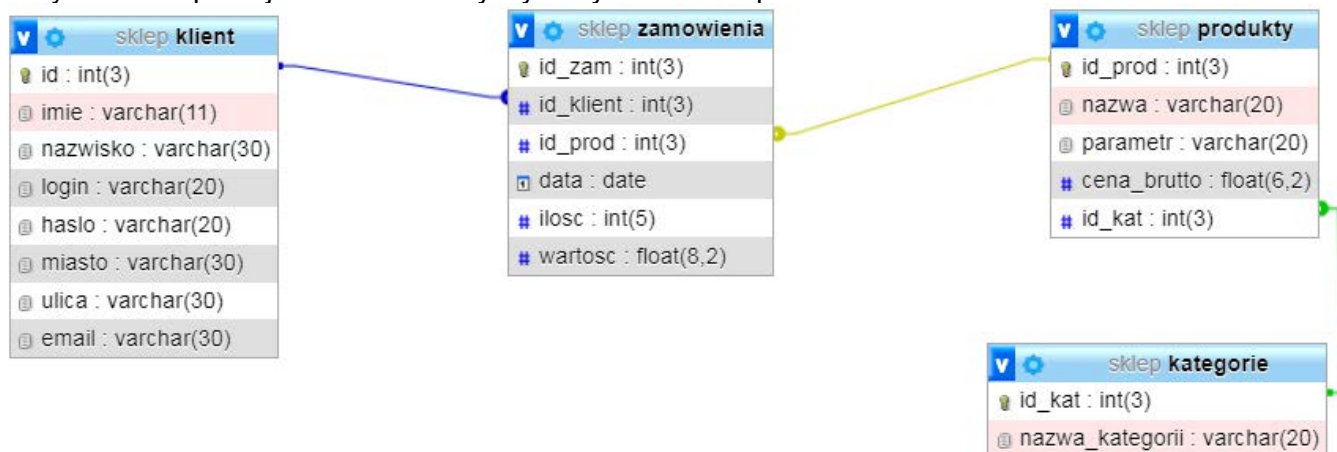 sklep klient
id : int(3)
imie : varchar(11)
nazwisko : varchar(30)
login : varchar(20)
haslo : varchar(20)
miasto : varchar(30)
ulica : varchar(30)
email : varchar(30)
sklep zamowienia
id_zam : int(3)
id_klient : int(3)
id_prod : int(3)
data : date
ilosc : int(5)
wartosc : float(8,2)
sklep produkty
id_prod : int(3)
nazwa : varchar(20)
parametr : varchar(20)
cena_brutto : float(6,2)
id_kat : int(3)
sklep kategorie
id_kat : int(3)
nazwa_kategorii : varchar(20)